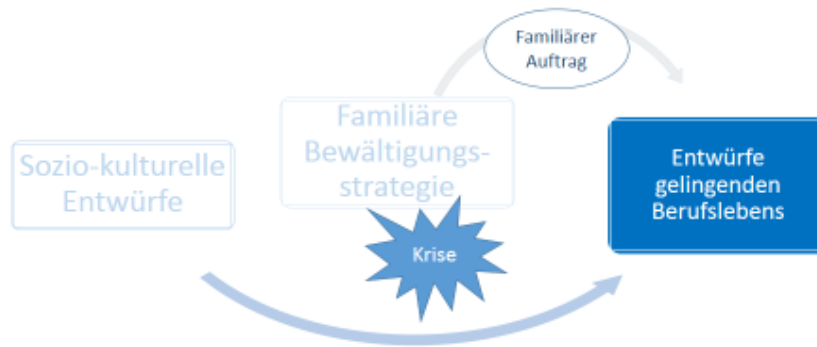 Familiärer
Auftrag
Familiäre
Bewältigungs-
strategie
Sozio-kulturelle
Entwürfe
Entwürfe
gelingenden
Berufslebens
Krise